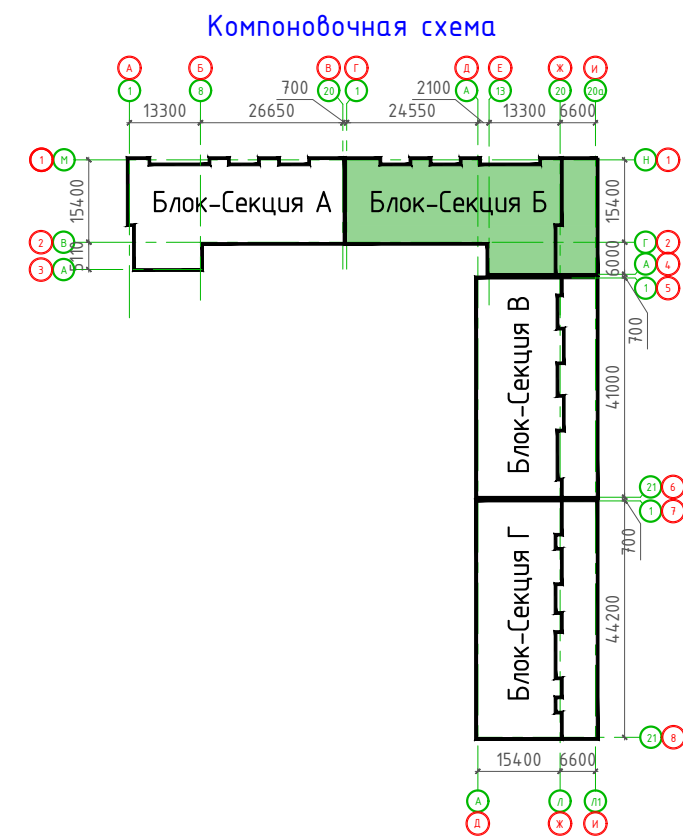 Компоновочная схема
А Б В Г Д Е Ж И
1 8 20 1 А 13 20 20ц
700 2100
13300 26650 24550 13300 6600
1 М Н 1
15400 15400
Блок-Секция А Блок-Секция Б
2 В Г 2
5110 6000
3 А А 4
1 5
700
Блок-Секция В
41000
21 6
1 7
700
Блок-Секция Г
44200
21 8
15400 6600
А Л Л1
Д Ж И